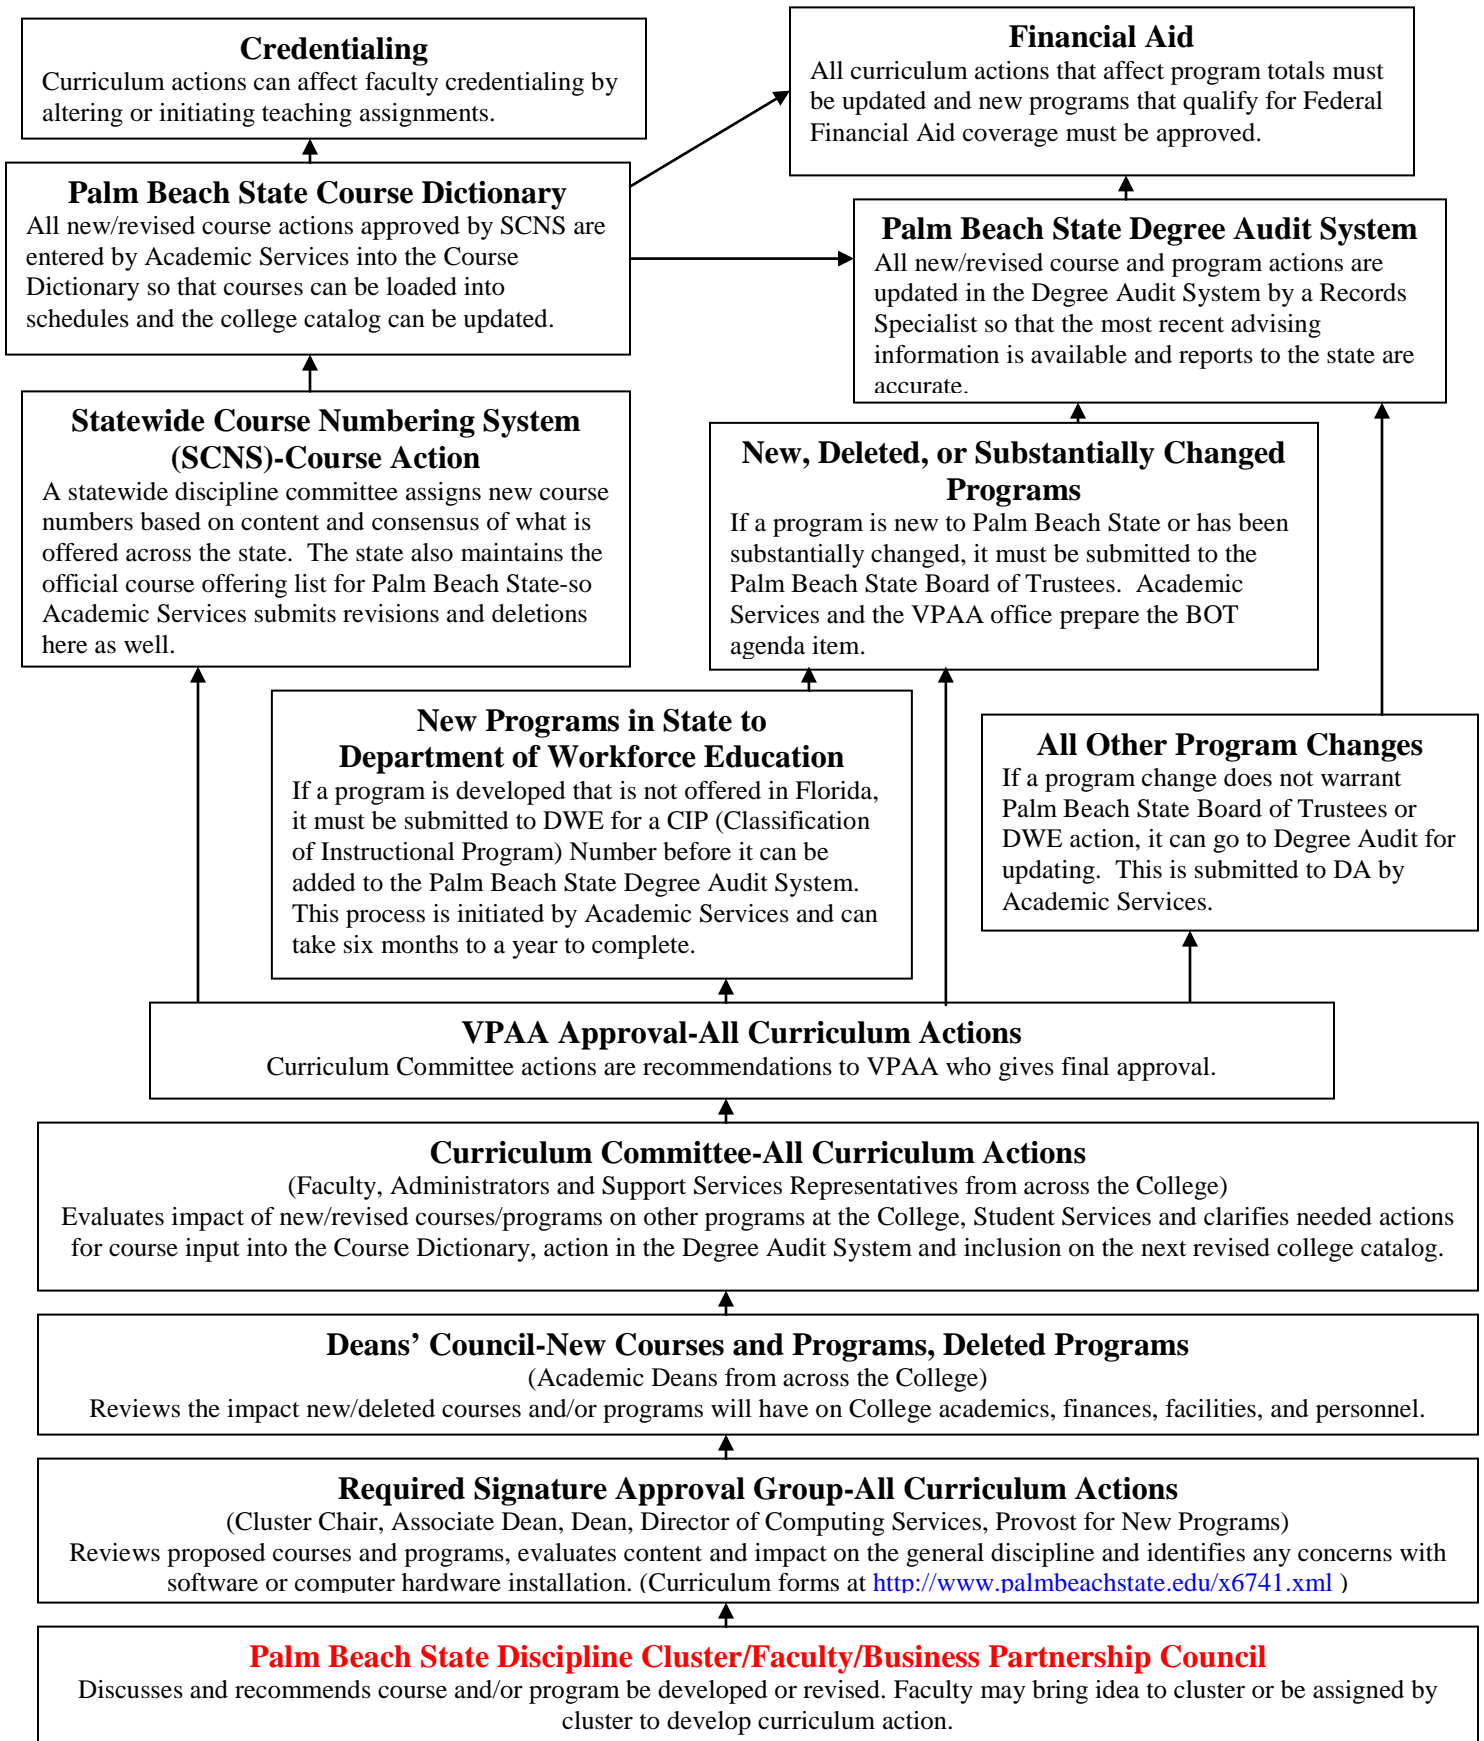 Credentialing
Curriculum actions can affect faculty credentialing by
altering or initiating teaching assignments.
Financial Aid
All curriculum actions that affect program totals must
be updated and new programs that qualify for Federal
Financial Aid coverage must be approved.
Palm Beach State Course Dictionary
All new/revised course actions approved by SCNS are
entered by Academic Services into the Course
Dictionary so that courses can be loaded into
schedules and the college catalog can be updated.
Palm Beach State Degree Audit System
All new/revised course and program actions are
updated in the Degree Audit System by a Records
Specialist so that the most recent advising
information is available and reports to the state are
accurate.
Statewide Course Numbering System
(SCNS)-Course Action
A statewide discipline committee assigns new course
numbers based on content and consensus of what is
offered across the state.  The state also maintains the
official course offering list for Palm Beach State-so
Academic Services submits revisions and deletions
here as well.
New, Deleted, or Substantially Changed
Programs
If a program is new to Palm Beach State or has been
substantially changed, it must be submitted to the
Palm Beach State Board of Trustees.  Academic
Services and the VPAA office prepare the BOT
agenda item.
New Programs in State to
Department of Workforce Education
If a program is developed that is not offered in Florida,
it must be submitted to DWE for a CIP (Classification
of Instructional Program) Number before it can be
added to the Palm Beach State Degree Audit System.
This process is initiated by Academic Services and can
take six months to a year to complete.
All Other Program Changes
If a program change does not warrant
Palm Beach State Board of Trustees or
DWE action, it can go to Degree Audit for
updating.  This is submitted to DA by
Academic Services.
VPAA Approval-All Curriculum Actions
Curriculum Committee actions are recommendations to VPAA who gives final approval.
Curriculum Committee-All Curriculum Actions
(Faculty, Administrators and Support Services Representatives from across the College)
Evaluates impact of new/revised courses/programs on other programs at the College, Student Services and clarifies needed actions
for course input into the Course Dictionary, action in the Degree Audit System and inclusion on the next revised college catalog.
Deans’ Council-New Courses and Programs, Deleted Programs
(Academic Deans from across the College)
Reviews the impact new/deleted courses and/or programs will have on College academics, finances, facilities, and personnel.
Required Signature Approval Group-All Curriculum Actions
(Cluster Chair, Associate Dean, Dean, Director of Computing Services, Provost for New Programs)
Reviews proposed courses and programs, evaluates content and impact on the general discipline and identifies any concerns with
software or computer hardware installation. (Curriculum forms at http://www.palmbeachstate.edu/x6741.xml )
Palm Beach State Discipline Cluster/Faculty/Business Partnership Council
Discusses and recommends course and/or program be developed or revised. Faculty may bring idea to cluster or be assigned by
cluster to develop curriculum action.